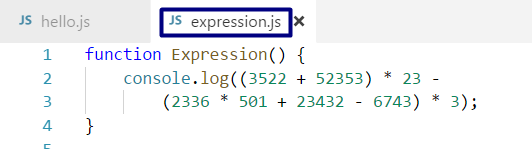 JS hello.js JS expression.js ×
1 function Expression() {
2 console.log((3522 + 52353) * 23 -
3 (2336 * 501 + 23432 - 6743) * 3);
4 }
5